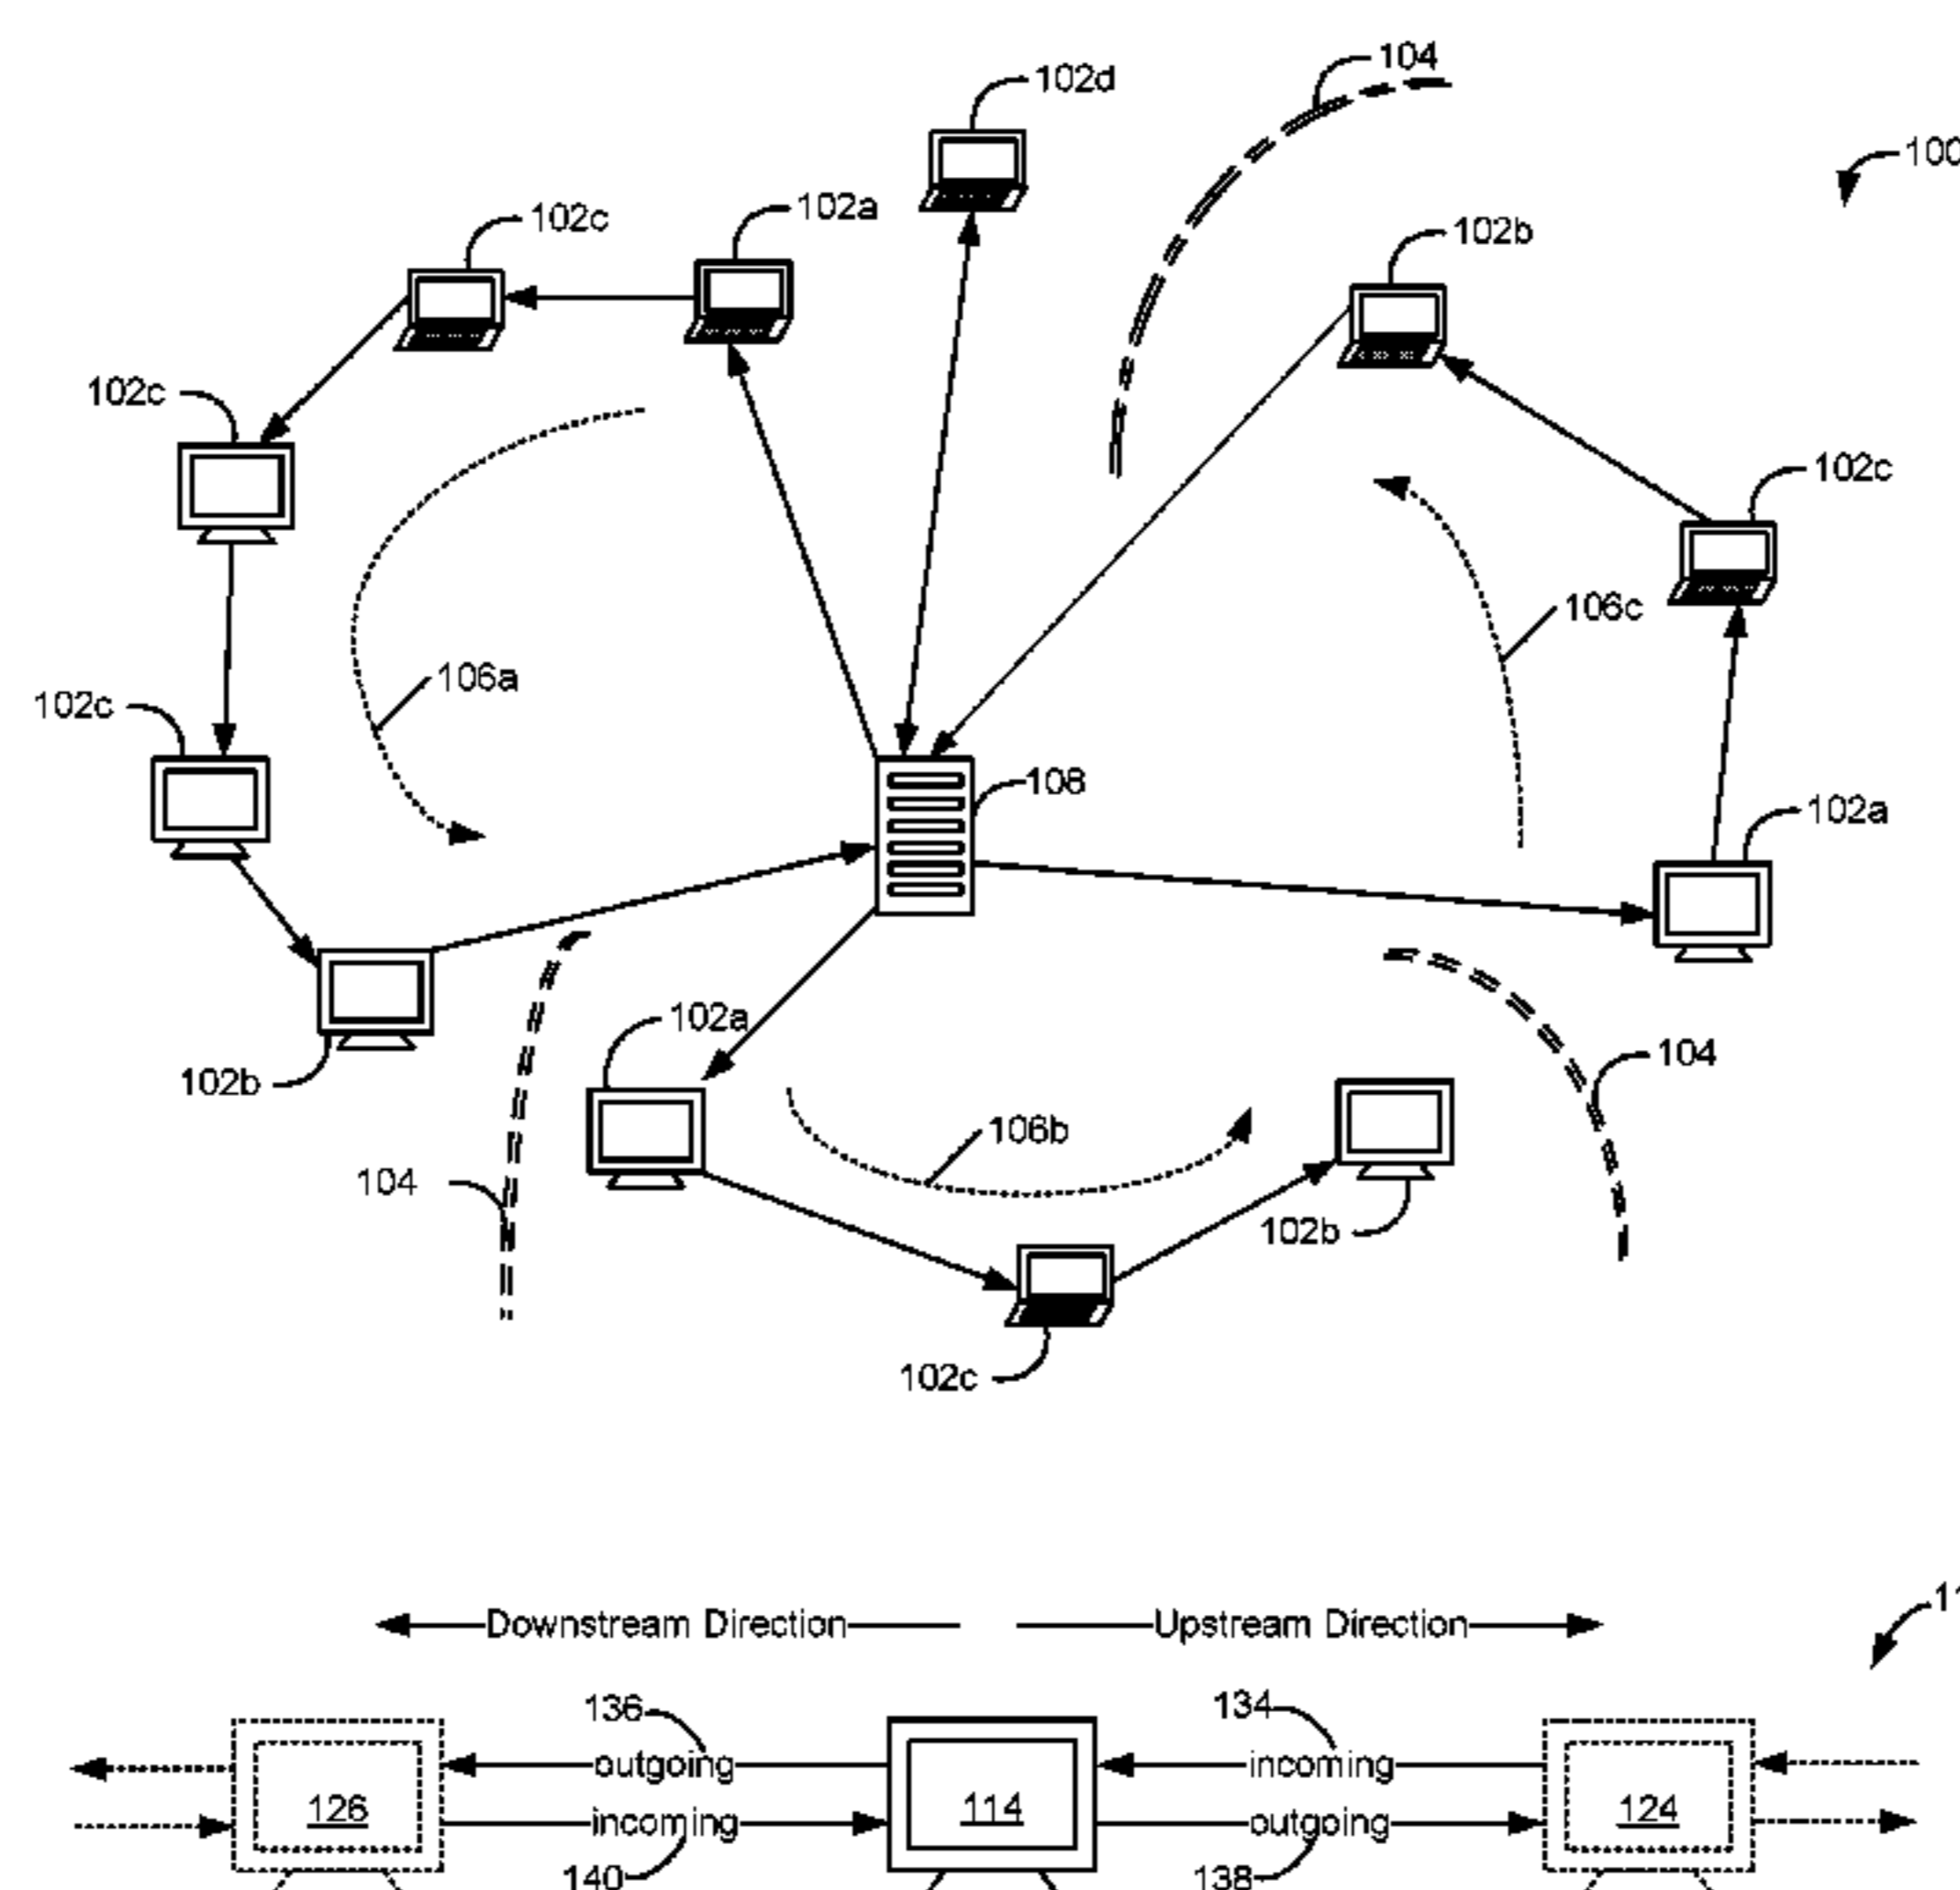 104
102d
100
102a
102c
102b
102c
102c
106c
106a
102c
108
102a
102a
104
102b
106b
104
102b
102c
Downstream Direction
Upstream Direction
136
134
outgoing
incoming
126
114
124
incoming
outgoing
140
138